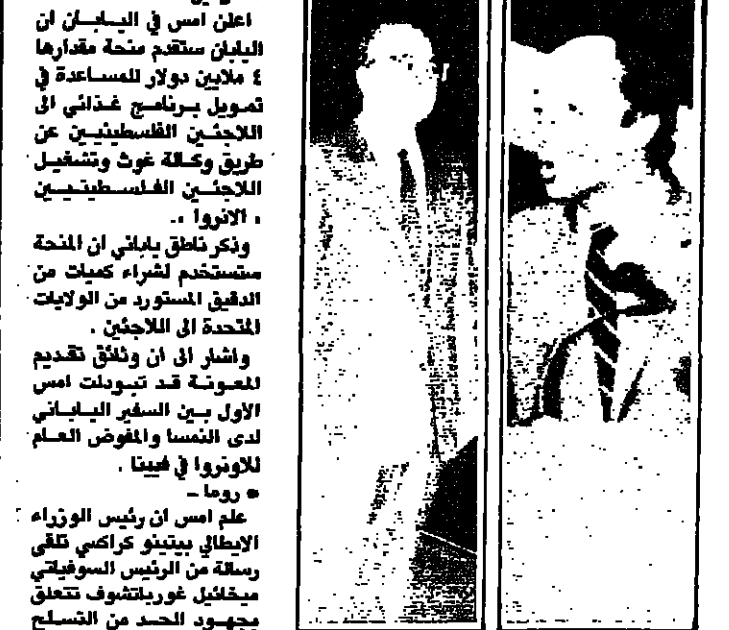 اعلن امس في اليـابـان ان
اليابان ستقدم منحة مقدارها
٤ ملايين دولار للمساعدة في
تمويل برنامج غذائي الى
اللاجئين الفلسطينيين عن
طريق وكالة غوث وتشغيل
اللاجئين الفلسطينيين
« الانروا ».
وذكر ناطق ياباني ان المنحة
ستستخدم لشراء كميات من
الدقيق المستورد من الولايات
المتحدة الى اللاجئين .
واشار الى ان وثائق تقديم
المعونة قد تبودلت امس
الاول بين السفير الياباني
لدى النمسا والمفوض العام
للاونروا في فيينا .
● روما –
علم امس ان رئيس الوزراء
الايطالي بيتينو كراكسي تلقى
رسالة من الرئيس السوفياتي
ميخائيل غورباتشوف تتعلق
بجهود الحد من التسلح